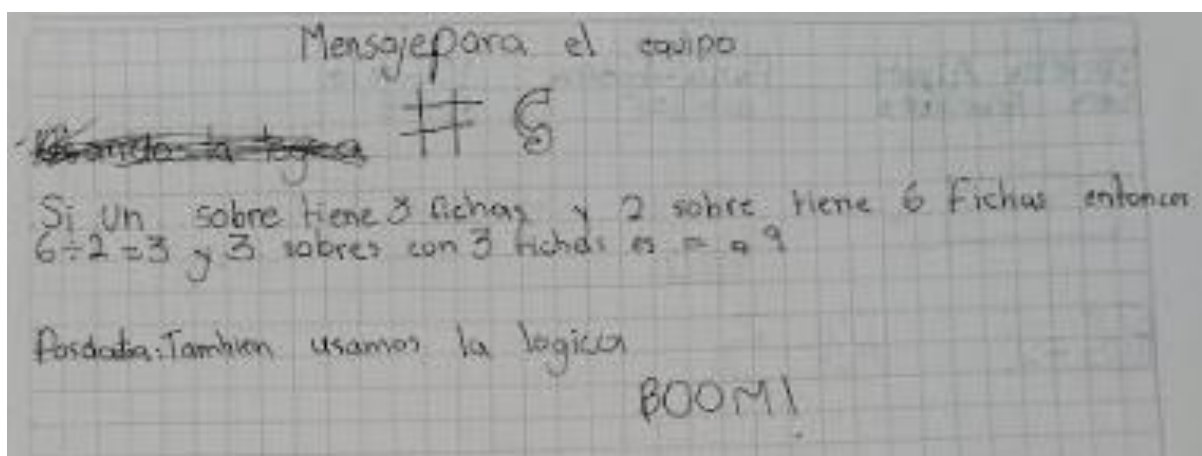 Mensaje para el equipo
# 6
Si Un sobre tiene 3 fichas y 2 sobre tiene 6 Fichas entonces
6÷2=3 y 3 sobres con 3 fichas es = a 9
Posdata: Tambien usamos la logica
BOOM!